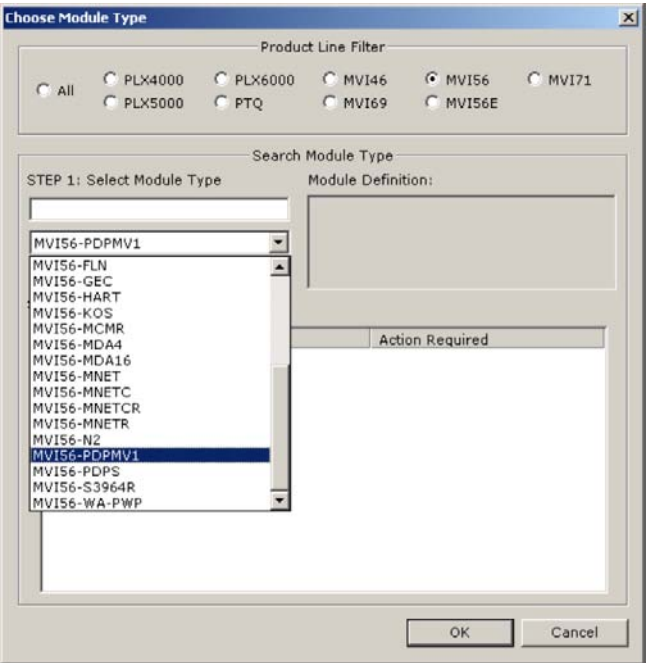 Choose Module Type
Product Line Filter
All
PLX4000
PLX6000
MVI46
MVI56
MVI71
PLX5000
PTQ
MVI69
MVI56E
Search Module Type
STEP 1: Select Module Type
Module Definition:
MVI56-PDPMV1
MVI56-FLN
MVI56-GEC
MVI56-HART
MVI56-KOS
MVI56-MCMR
MVI56-MDA4
MVI56-MDA16
MVI56-MNET
MVI56-MNETC
MVI56-MNETCR
MVI56-MNETR
MVI56-N2
MVI56-PDPMV1
MVI56-PDPS
MVI56-S3964R
MVI56-WA-PWP
Action Required
OK
Cancel